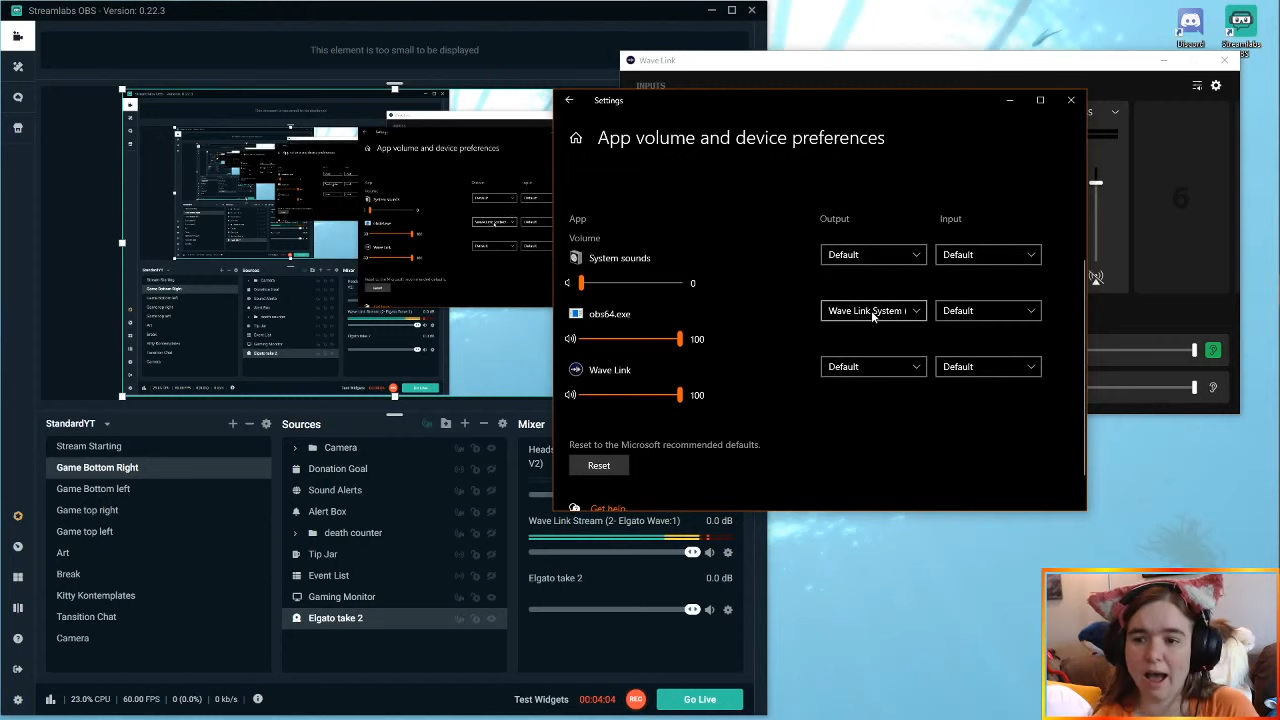 Streamlabs OBS - Version: 0.22.3
This element is too small to be displayed
Discord
Streamlabs
Wave Link
INPUTS
6
Settings
App volume and device preferences
App
Volume
Output
Input
System sounds
0
Default
Default
obs64.exe
100
Wave Link System (
Default
Wave Link
100
Default
Default
Reset to the Microsoft recommended defaults.
Reset
Get help
StandardYT
Stream Starting
Game Bottom Right
Game Bottom left
Game top right
Game top left
Art
Break
Kitty Kontemplates
Tansition Chat
Camera
Sources
Camera
Donation Goal
Sound Alerts
Alert Box
death counter
Tip Jar
Event List
Gaming Monitor
Elgato take 2
Mixer
Heads
V2)
Wave Link Stream (2- Elgato Wave:1)
0.0 dB
Elgato take 2
0.0 dB
23.0% CPU
60.00 FPS
0 (0.0%)
0 kb/s
Test Widgets
00:04:04
REC
Go Live